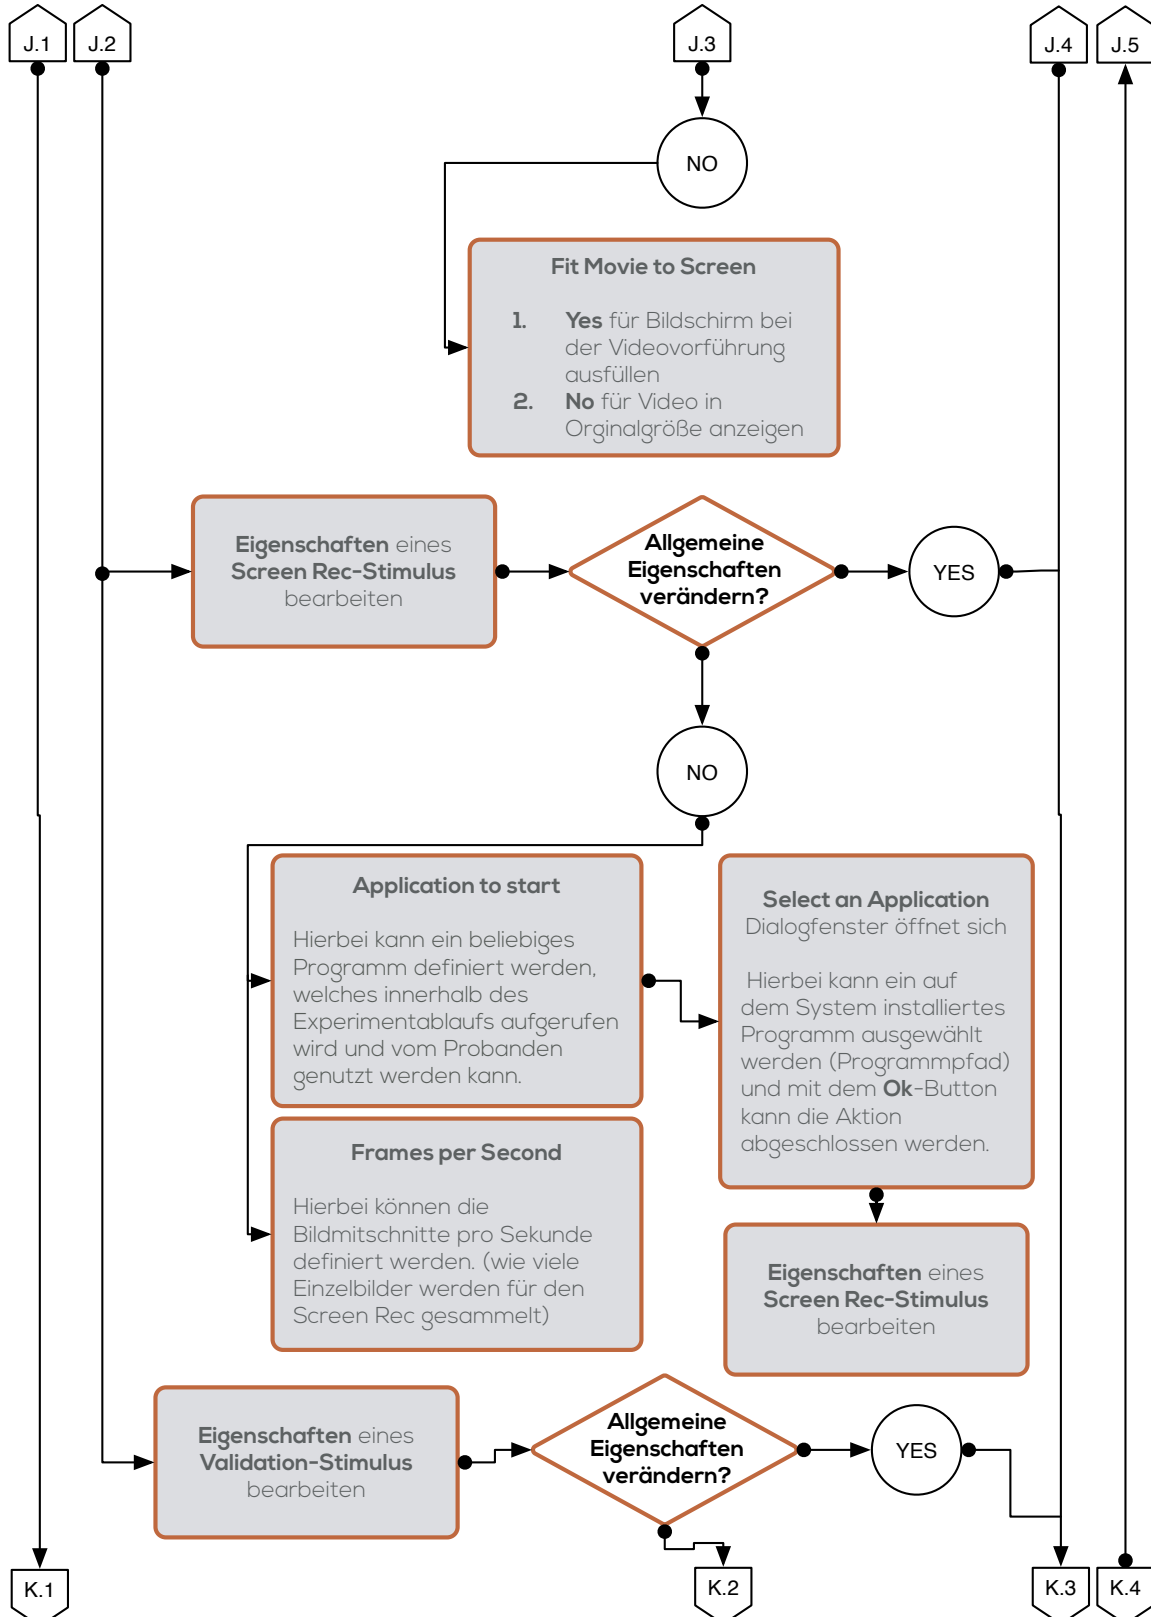 J.1
J.2
J.3
J.4
J.5
NO
Fit Movie to Screen
1. Yes für Bildschirm bei
der Videovorführung
ausfüllen
2. No für Video in
Orginalgröße anzeigen
Eigenschaften eines
Screen Rec-Stimulus
bearbeiten
Allgemeine
Eigenschaften
verändern?
YES
NO
Application to start
Hierbei kann ein beliebiges
Programm definiert werden,
welches innerhalb des
Experimentablaufs aufgerufen
wird und vom Probanden
genutzt werden kann.
Select an Application
Dialogfenster öffnet sich
Hierbei kann ein auf
dem System installiertes
Programm ausgewählt
werden (Programmpfad)
und mit dem Ok-Button
kann die Aktion
abgeschlossen werden.
Frames per Second
Hierbei können die
Bildmitschnitte pro Sekunde
definiert werden. (wie viele
Einzelbilder werden für den
Screen Rec gesammelt)
Eigenschaften eines
Screen Rec-Stimulus
bearbeiten
Eigenschaften eines
Validation-Stimulus
bearbeiten
Allgemeine
Eigenschaften
verändern?
YES
K.1
K.2
K.3
K.4